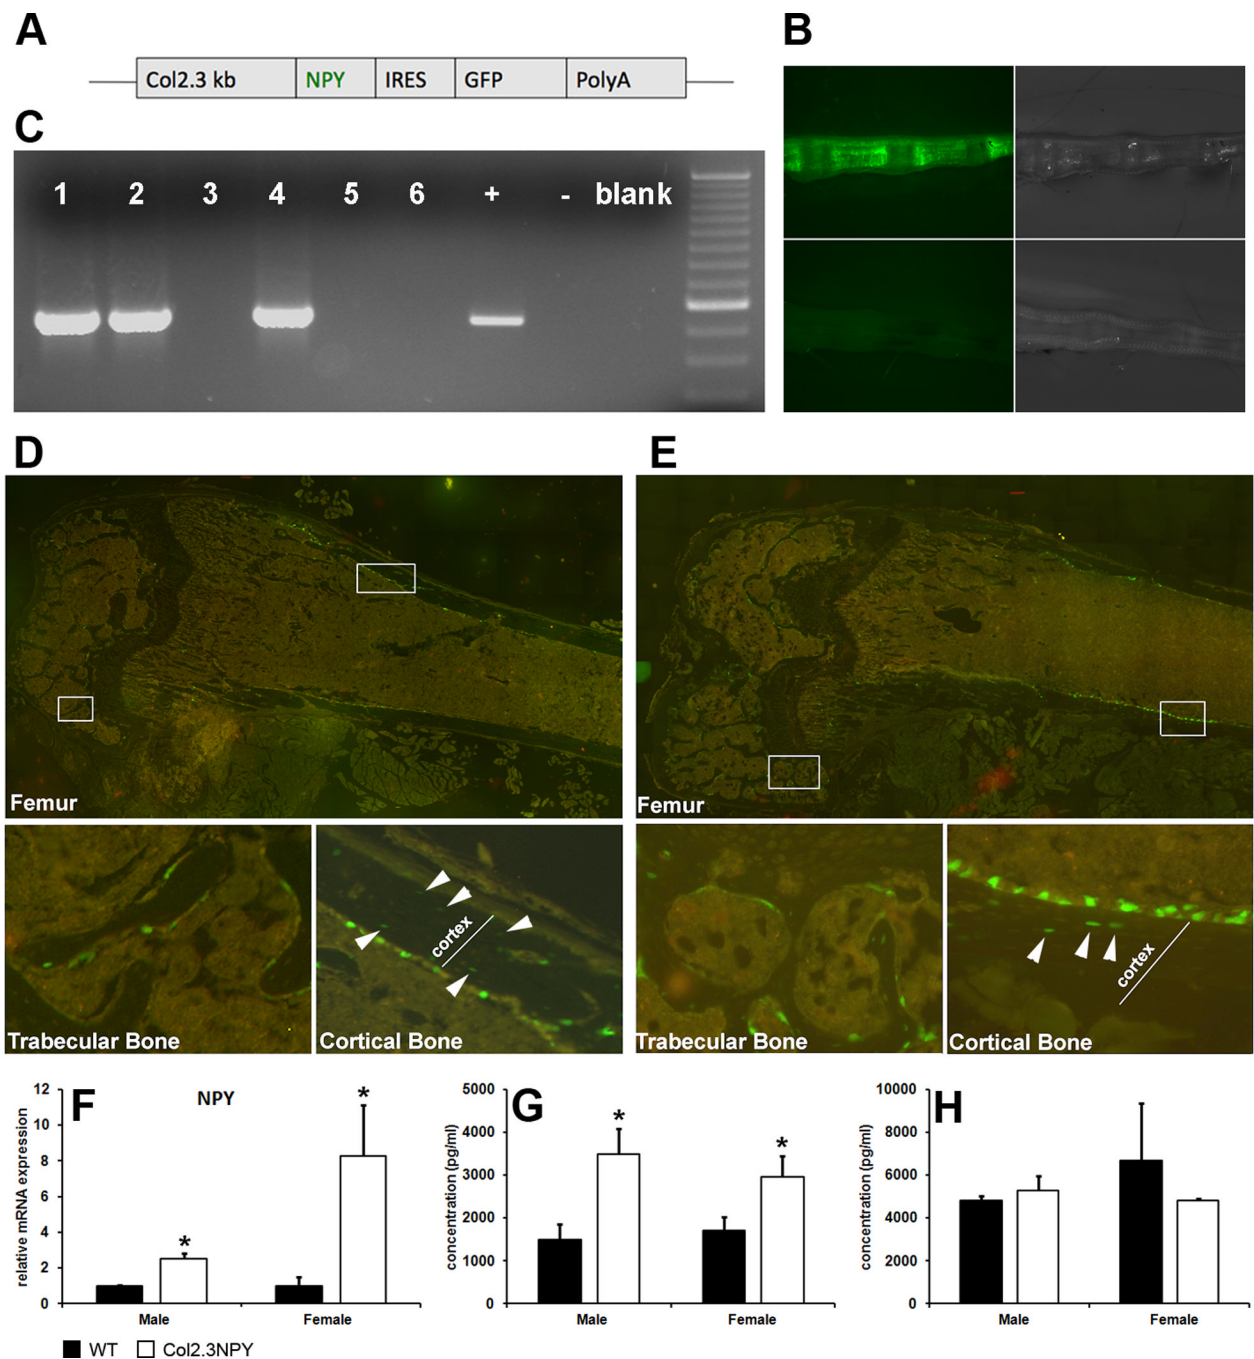 A
B
Col2.3 kb NPY IRES GFP PolyA
C
1 2 3 4 5 6 + - blank
D
E
Femur
Femur
cortex
cortex
Trabecular Bone
Cortical Bone
Trabecular Bone
Cortical Bone
F
NPY
relative mRNA expression
12
10
8
6
4
2
0
*
*
Male
Female
G
concentration (pg/ml)
5000
4000
3000
2000
1000
0
*
*
Male
Female
H
concentration (pg/ml)
10000
8000
6000
4000
2000
0
Male
Female
WT
Col2.3NPY